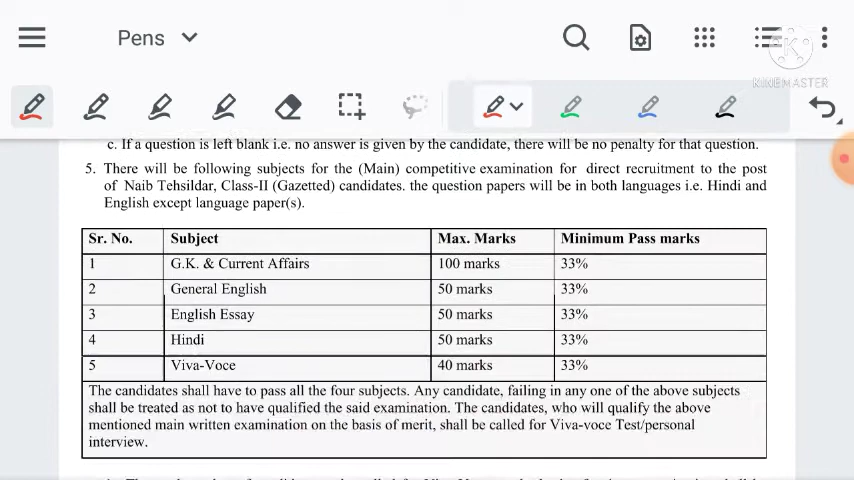 Pens
KINEMASTER
c. If a question is left blank i.e. no answer is given by the candidate, there will be no penalty for that question.
5. There will be following subjects for the (Main) competitive examination for direct recruitment to the post
of Naib Tehsildar, Class-II (Gazetted) candidates. the question papers will be in both languages i.e. Hindi and
English except language paper(s).
Sr. No. Subject Max. Marks Minimum Pass marks
1 G.K. & Current Affairs 100 marks 33%
2 General English 50 marks 33%
3 English Essay 50 marks 33%
4 Hindi 50 marks 33%
5 Viva-Voce 40 marks 33%
The candidates shall have to pass all the four subjects. Any candidate, failing in any one of the above subjects
shall be treated as not to have qualified the said examination. The candidates, who will qualify the above
mentioned main written examination on the basis of merit, shall be called for Viva-voce Test/personal
interview.